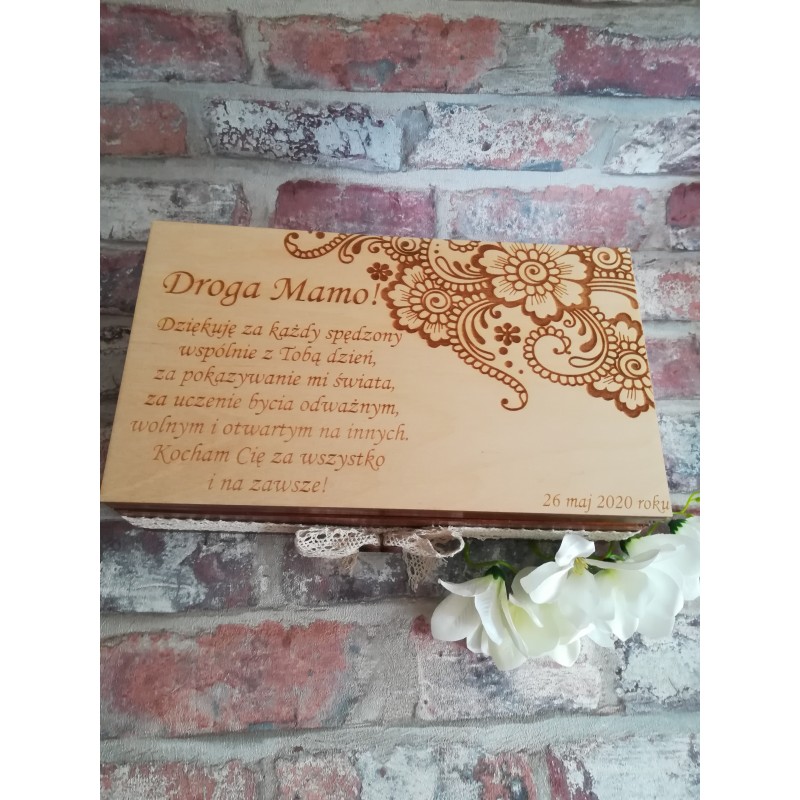 Droga Mamo!
Dziękuję za każdy spędzony
wspólnie z Tobą dzień,
za pokazywanie mi świata,
za uczenie bycia odważnym,
wolnym i otwartym na innych.
Kocham Cię za wszystko
i na zawsze!
26 maj 2020 roku